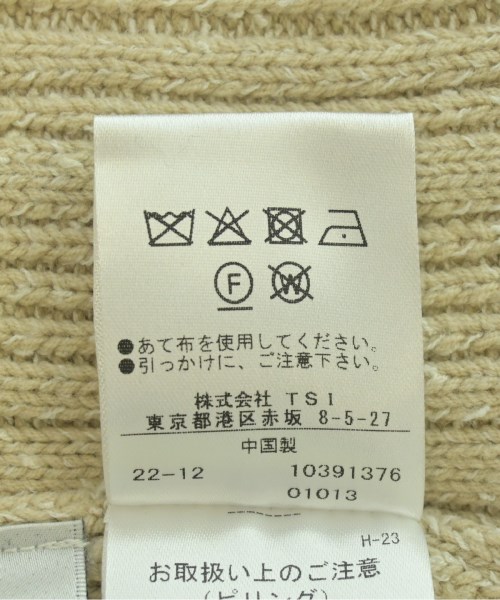 F W
●あて布を使用してください。
●引っかけに、ご注意下さい。
株式会社 TSI
東京都港区赤坂 8-5-27
中国製
22-12 10391376
01013
H-23
お取扱い上のご注意
(ピリング)